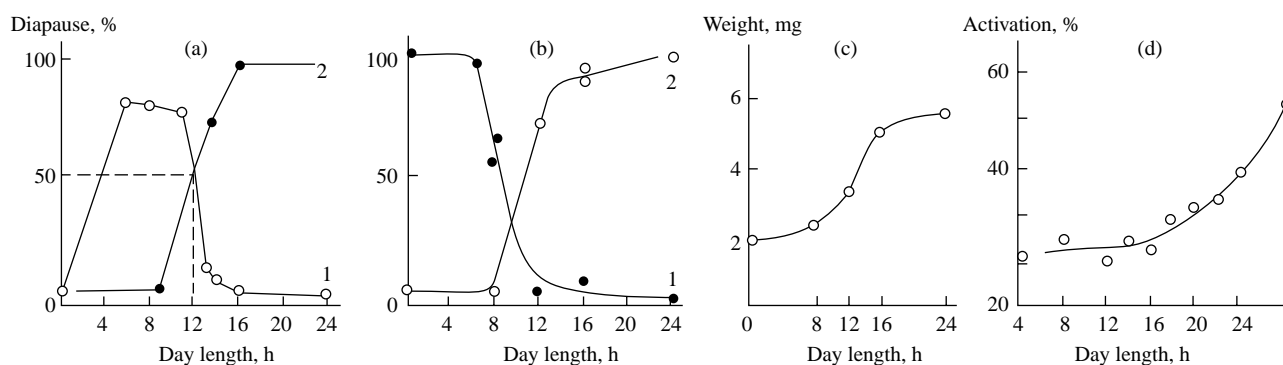 Diapause, %
(a)
100
50
0
2
1
4 8 12 16 20 24
Day length, h
(b)
100
50
0
2
1
4 8 12 16 20 24
Day length, h
Weight, mg
(c)
6
4
2
0 8 12 16 24
Day length, h
Activation, %
(d)
60
40
20
4 8 12 16 20 24
Day length, h